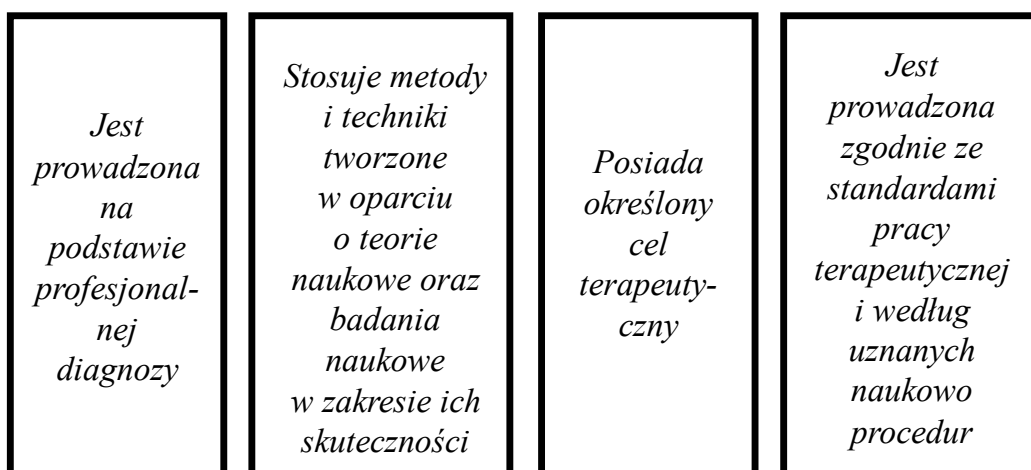 Jest
prowadzona
na
podstawie
profesjonal-
nej
diagnozy
Stosuje metody
i techniki
tworzone
w oparciu
o teorie
naukowe oraz
badania
naukowe
w zakresie ich
skuteczności
Posiada
określony
cel
terapeuty-
czny
Jest
prowadzona
zgodnie ze
standardami
pracy
terapeutycznej
i według
uznanych
naukowo
procedur